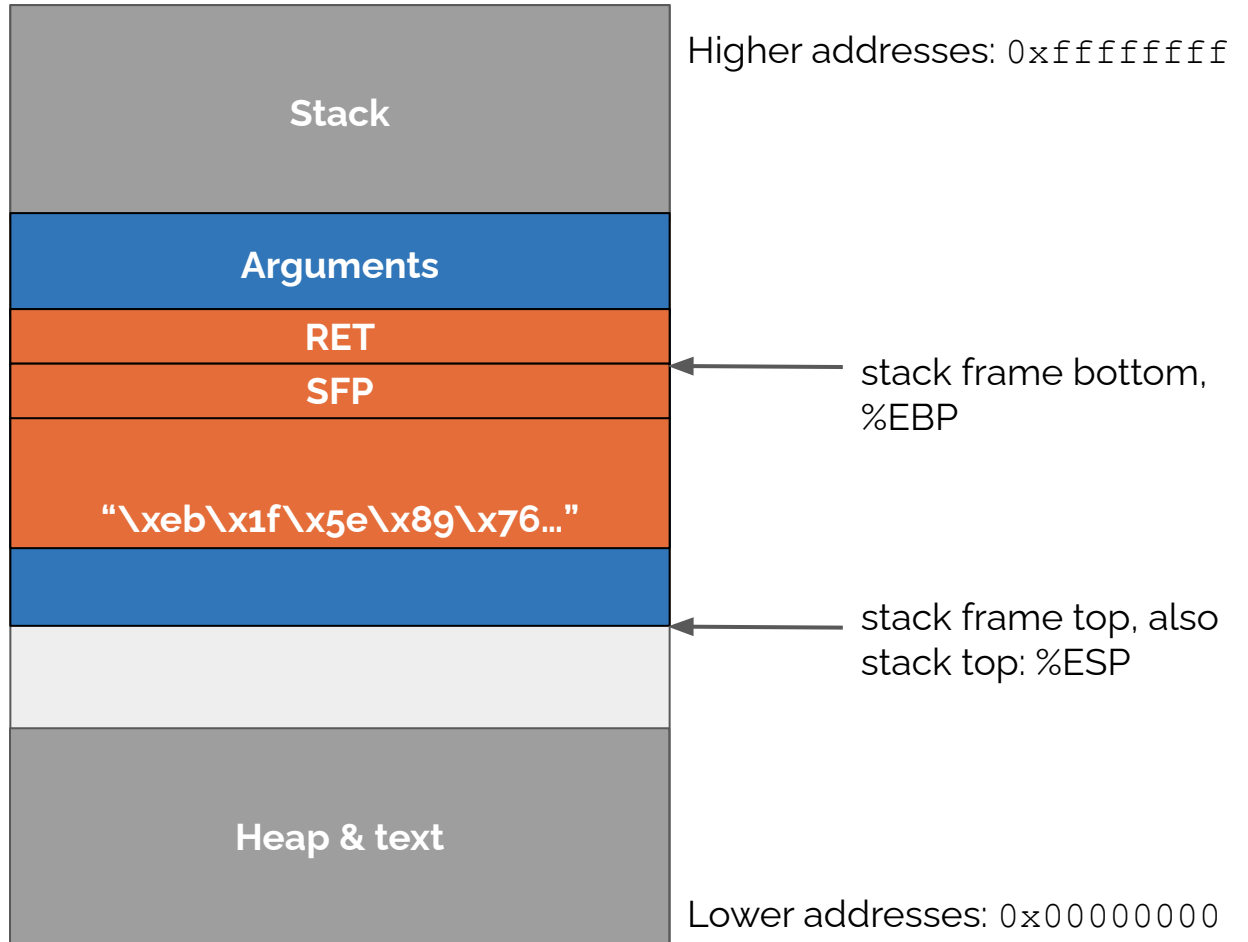 Higher addresses: 0xffffffff
Stack
Arguments
RET
stack frame bottom,
%EBP
SFP
“\xeb\x1f\x5e\x89\x76…”
stack frame top, also
stack top: %ESP
Heap & text
Lower addresses: 0x00000000